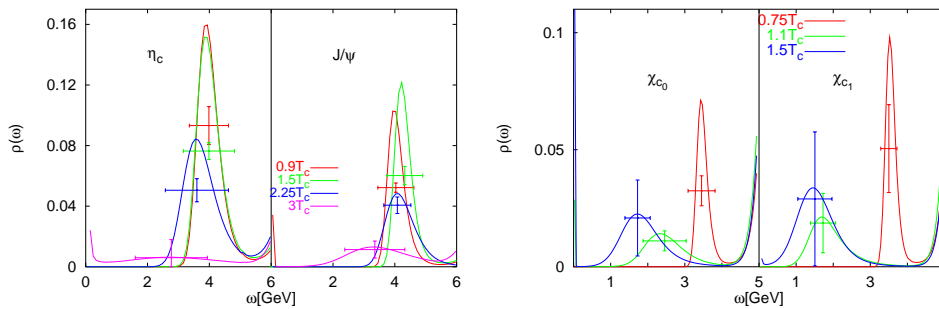 0.16
0.12
0.08
0.04
0
ρ(ω)
η_c
J/ψ
0.9T_c
1.5T_c
2.25T_c
3T_c
0 2 4 6 2 4 6
ω[GeV]
0.1
0.05
0
ρ(ω)
0.75T_c
1.1T_c
1.5T_c
χ_c0
χ_c1
1 3 5 1 3
ω[GeV]